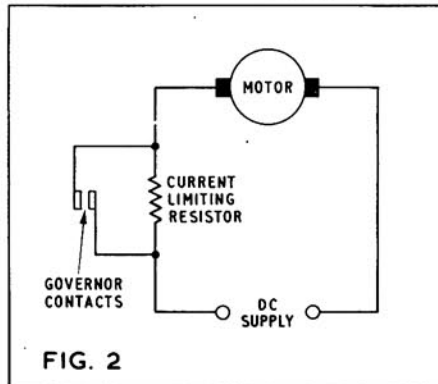 MOTOR
CURRENT
LIMITING
RESISTOR
GOVERNOR
CONTACTS
DC
SUPPLY
FIG. 2